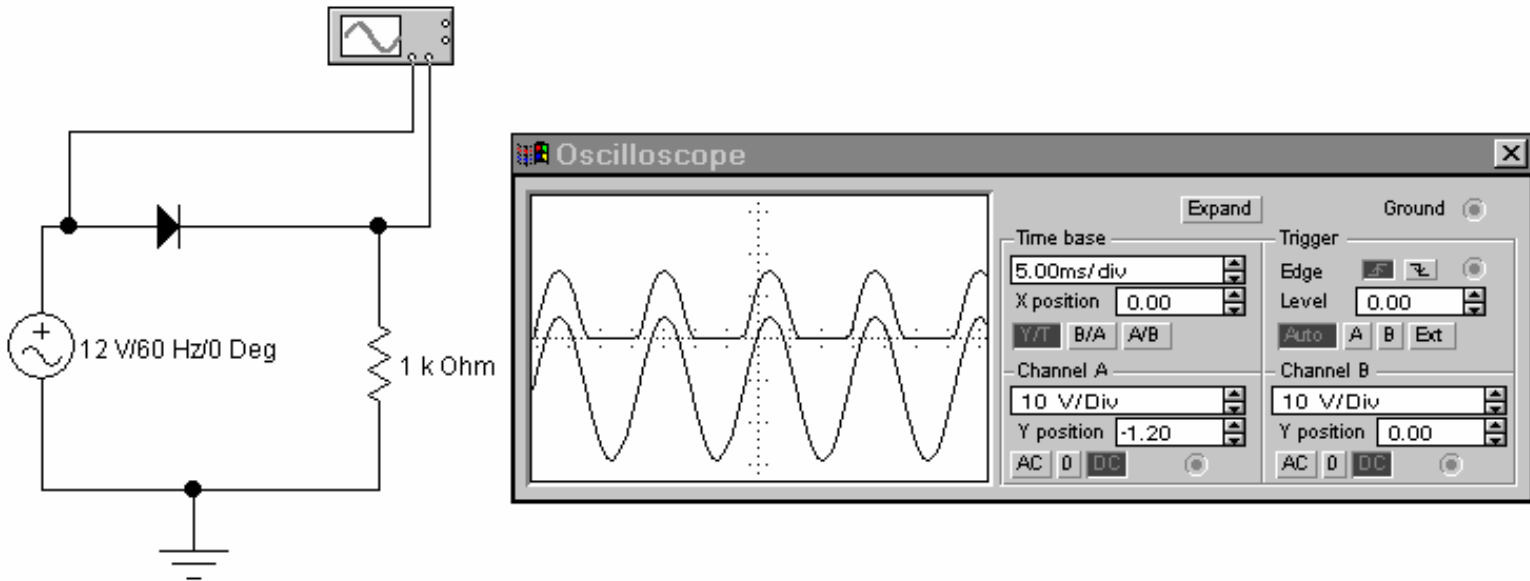 Oscilloscope
Expand Ground
Time base
5.00ms/div
X position 0.00
Y/T B/A A/B
Trigger
Edge
Level 0.00
Auto A B Ext
Channel A
10 V/Div
Y position -1.20
AC 0 DC
Channel B
10 V/Div
Y position 0.00
AC 0 DC
12 V/60 Hz/0 Deg
1 k Ohm